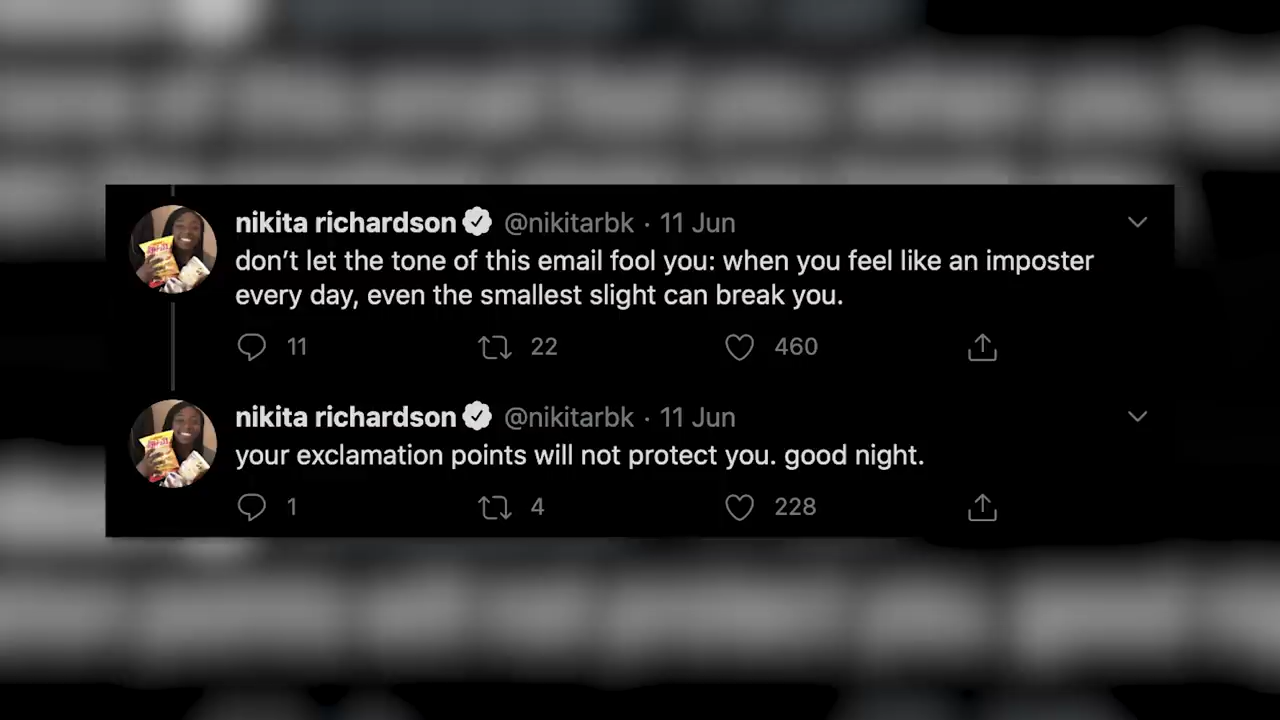 nikita richardson @nikitarbk · 11 Jun
don’t let the tone of this email fool you: when you feel like an imposter
every day, even the smallest slight can break you.
11 22 460
nikita richardson @nikitarbk · 11 Jun
your exclamation points will not protect you. good night.
1 4 228